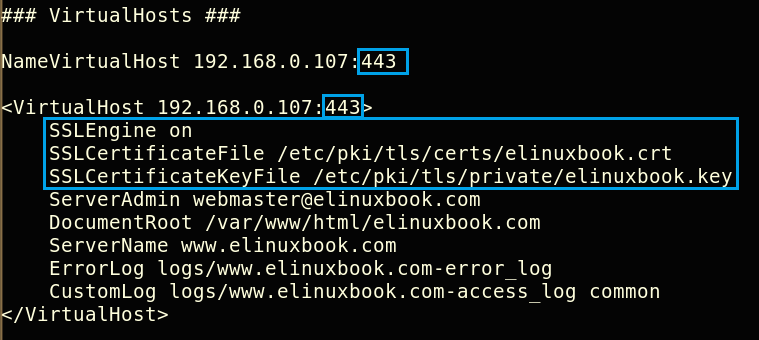 ### VirtualHosts ###
NameVirtualHost 192.168.0.107:443
<VirtualHost 192.168.0.107:443>
SSLEngine on
SSLCertificateFile /etc/pki/tls/certs/elinuxbook.crt
SSLCertificateKeyFile /etc/pki/tls/private/elinuxbook.key
ServerAdmin webmaster@elinuxbook.com
DocumentRoot /var/www/html/elinuxbook.com
ServerName www.elinuxbook.com
ErrorLog logs/www.elinuxbook.com-error_log
CustomLog logs/www.elinuxbook.com-access_log common
</VirtualHost>